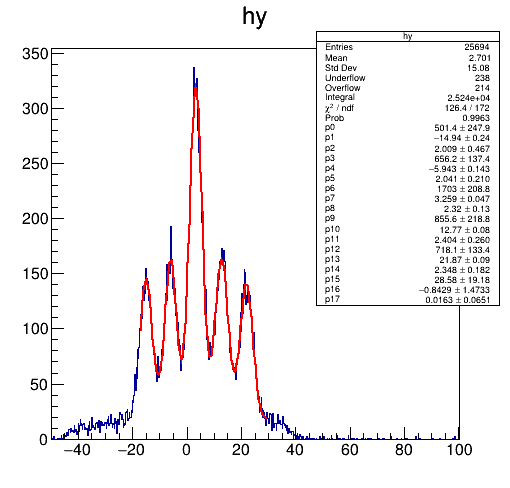 hy
hy
Entries 25694
Mean 2.701
Std Dev 15.08
Underflow 238
Overflow 214
Integral 2.524e+04
χ² / ndf 126.4 / 172
Prob 0.9963
p0 501.4 ± 247.9
p1 −14.94 ± 0.24
p2 2.009 ± 0.467
p3 656.2 ± 137.4
p4 −5.943 ± 0.143
p5 2.041 ± 0.210
p6 1703 ± 208.8
p7 3.259 ± 0.047
p8 2.32 ± 0.13
p9 855.6 ± 218.8
p10 12.77 ± 0.08
p11 2.404 ± 0.260
p12 718.1 ± 133.4
p13 21.87 ± 0.09
p14 2.348 ± 0.182
p15 28.58 ± 19.18
p16 −0.8429 ± 1.4733
p17 0.0163 ± 0.0651
350
300
250
200
150
100
50
0
−40 −20 0 20 40 60 80 100